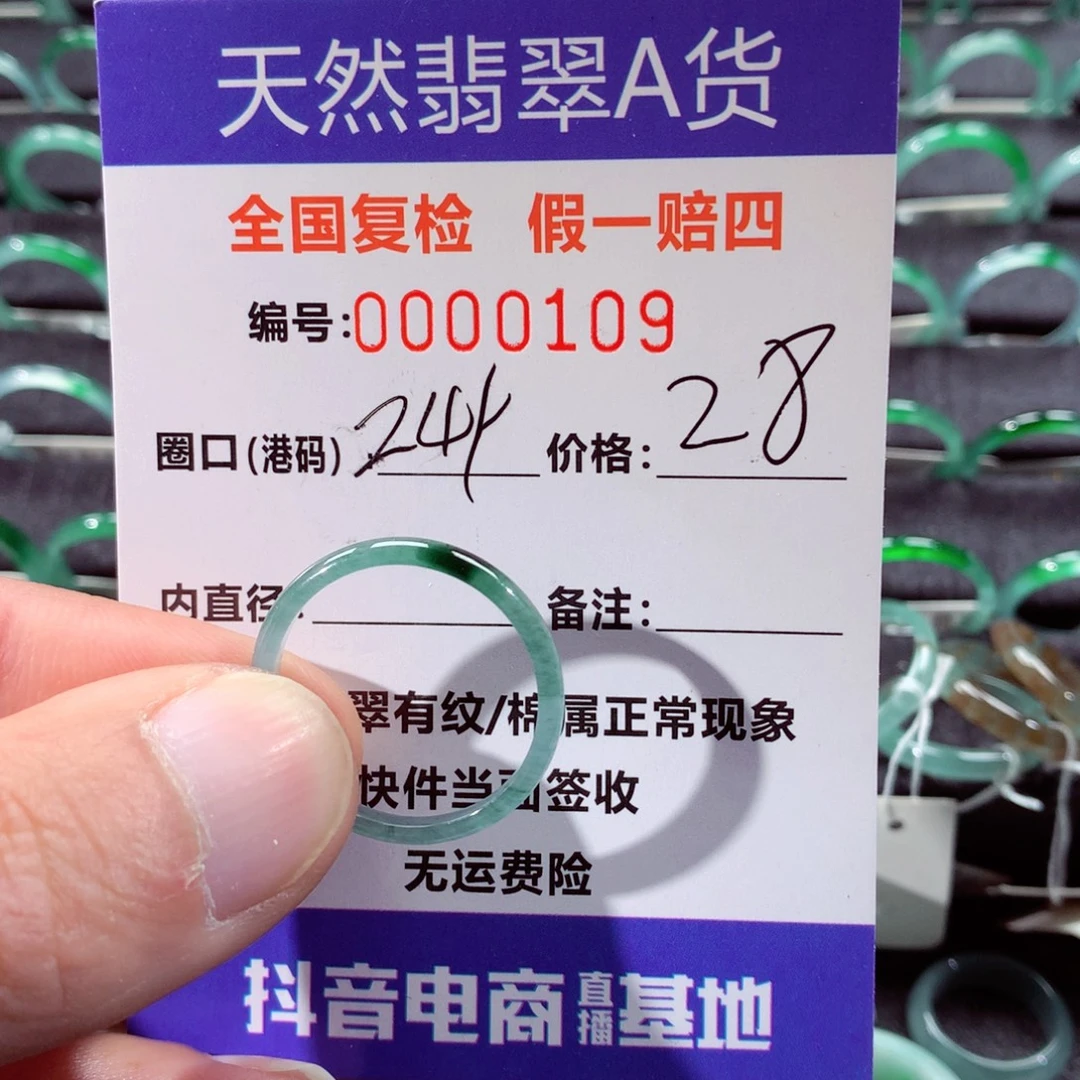 天然翡翠A货
全国复检 假一赔四
编号:0000109
圈口(港码) 244 价格: 28
内直径: 备注:
翠有纹/棉属正常现象
快件当面签收
无运费险
抖音电商直播基地